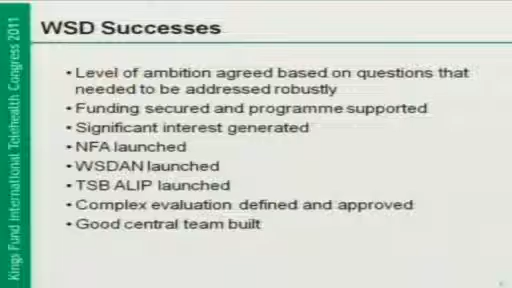 WSD Successes
• Level of ambition agreed based on questions that
needed to be addressed robustly
• Funding secured and programme supported
• Significant interest generated
• NFA launched
• WSDAN launched
• TSB ALIP launched
• Complex evaluation defined and approved
• Good central team built
Kings Fund International Telehealth Congress 2011